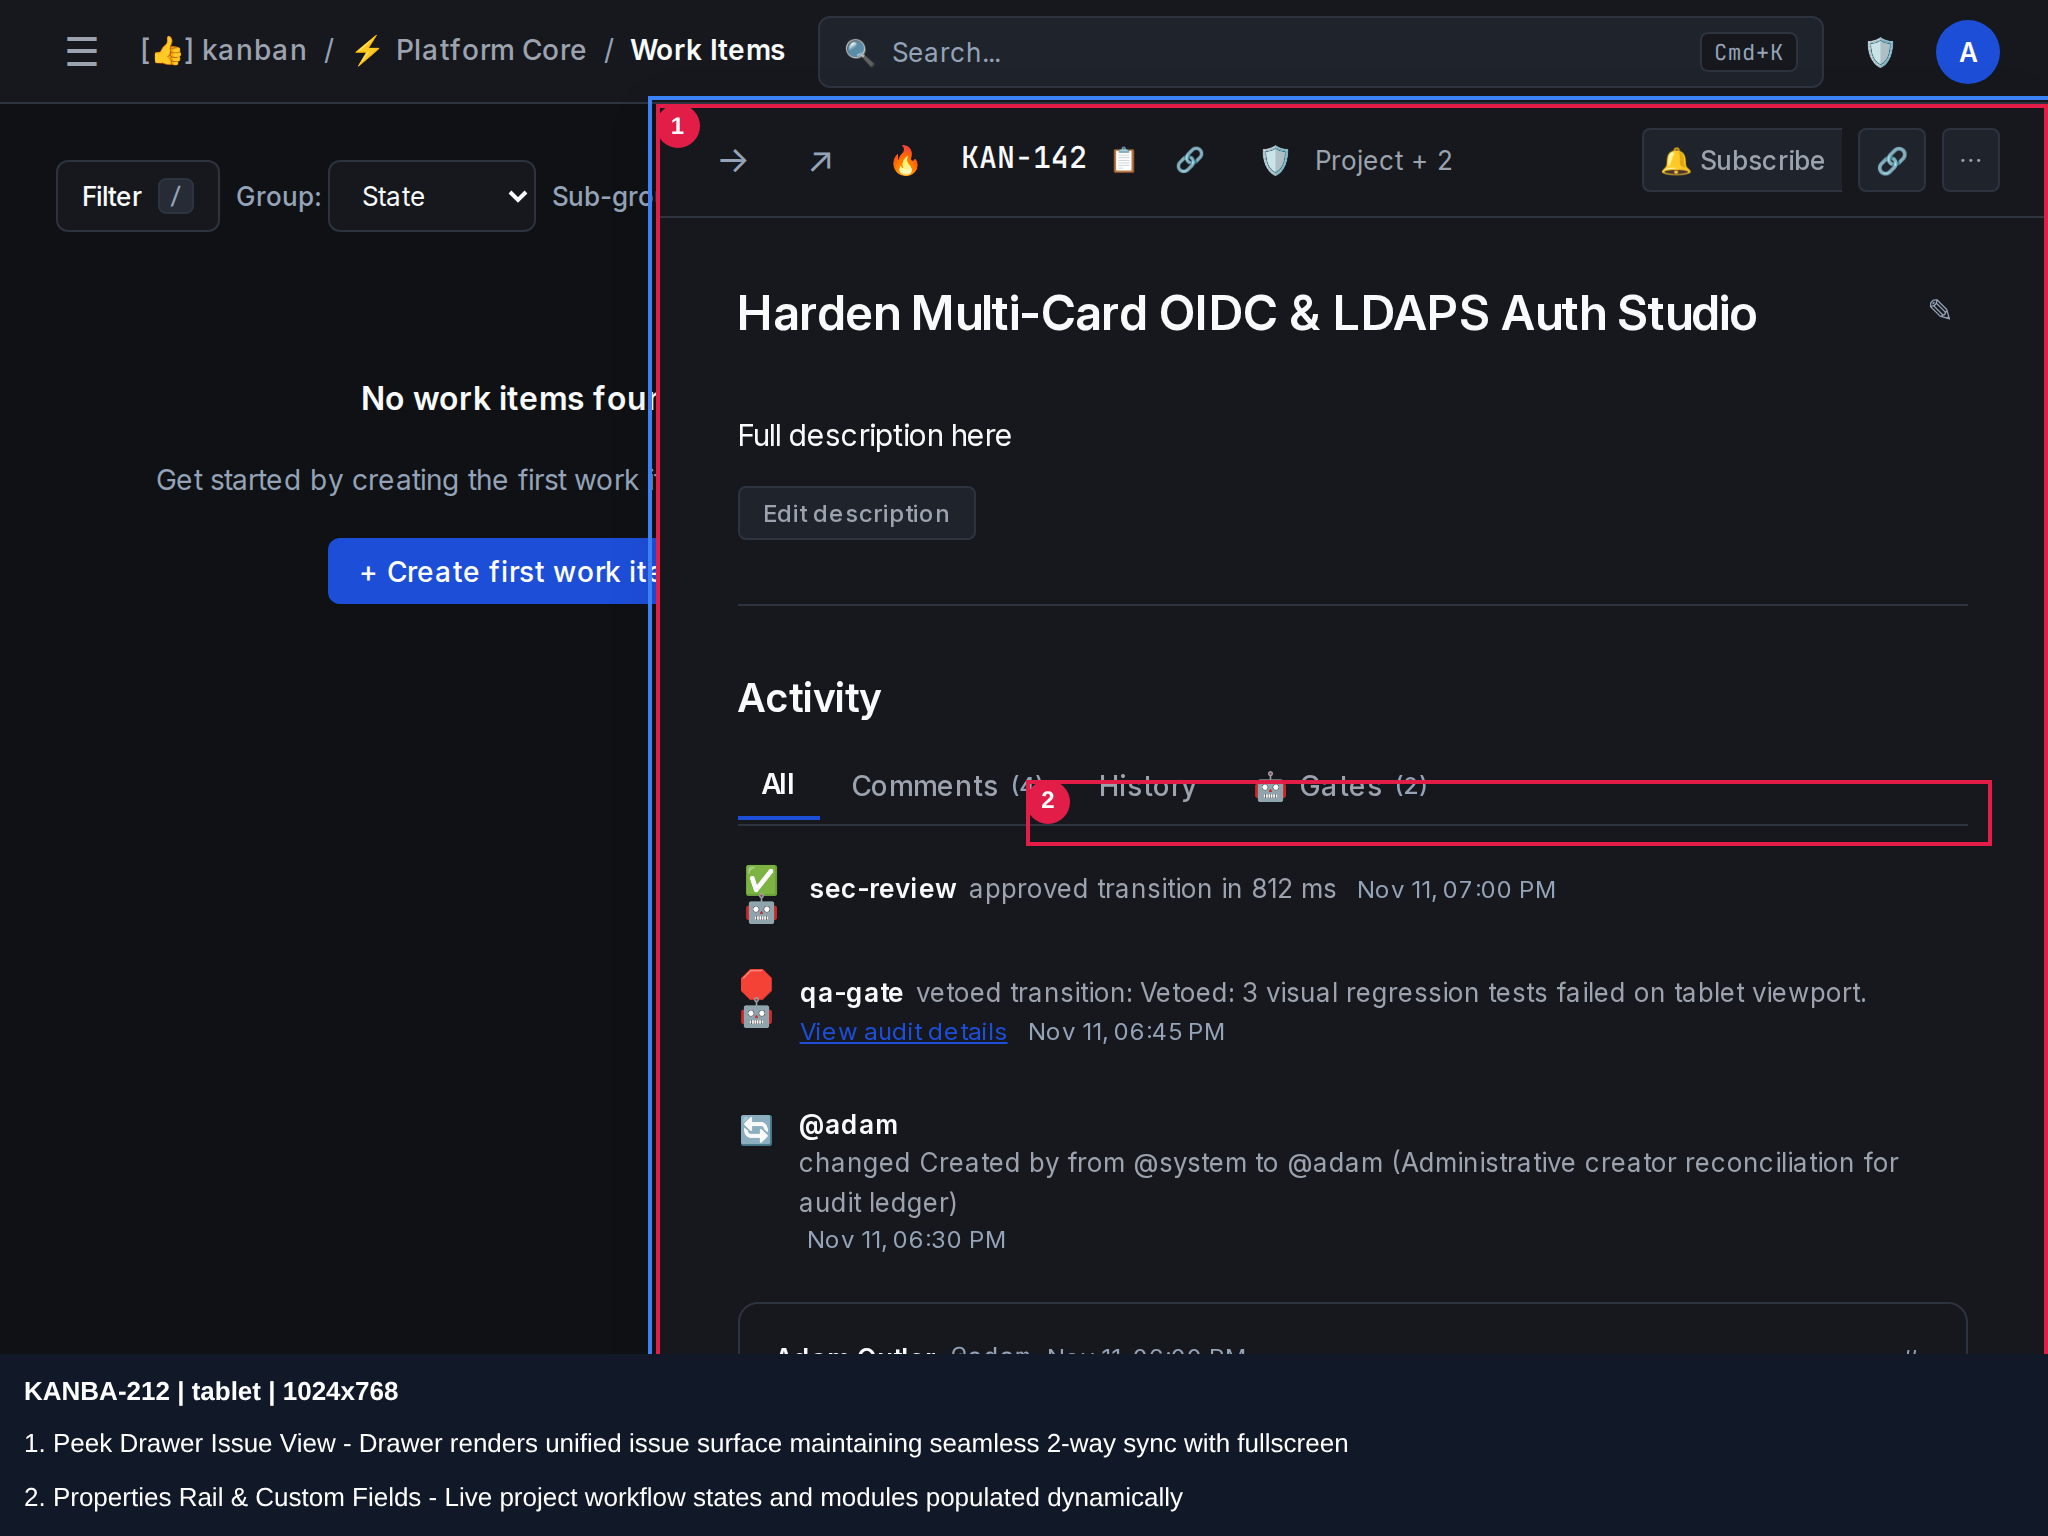 [👍] kanban / ⚡ Platform Core / Work Items
🔍 Search... Cmd+K
A
Filter /
Group:
State
Sub-gro
No work items four
Get started by creating the first work
+ Create first work ite
1
→ ↗ 🔥 KAN-142 📋 🔗 🛡️ Project + 2
🔔 Subscribe 🔗 ...
Harden Multi-Card OIDC & LDAPS Auth Studio
Full description here
Edit description
Activity
All Comments (4) History 🤖 Gates (2)
2
sec-review approved transition in 812 ms Nov 11, 07:00 PM
qa-gate vetoed transition: Vetoed: 3 visual regression tests failed on tablet viewport.
View audit details Nov 11, 06:45 PM
@adam
changed Created by from @system to @adam (Administrative creator reconciliation for
audit ledger)
Nov 11, 06:30 PM
KANBA-212 | tablet | 1024x768
1. Peek Drawer Issue View - Drawer renders unified issue surface maintaining seamless 2-way sync with fullscreen
2. Properties Rail & Custom Fields - Live project workflow states and modules populated dynamically